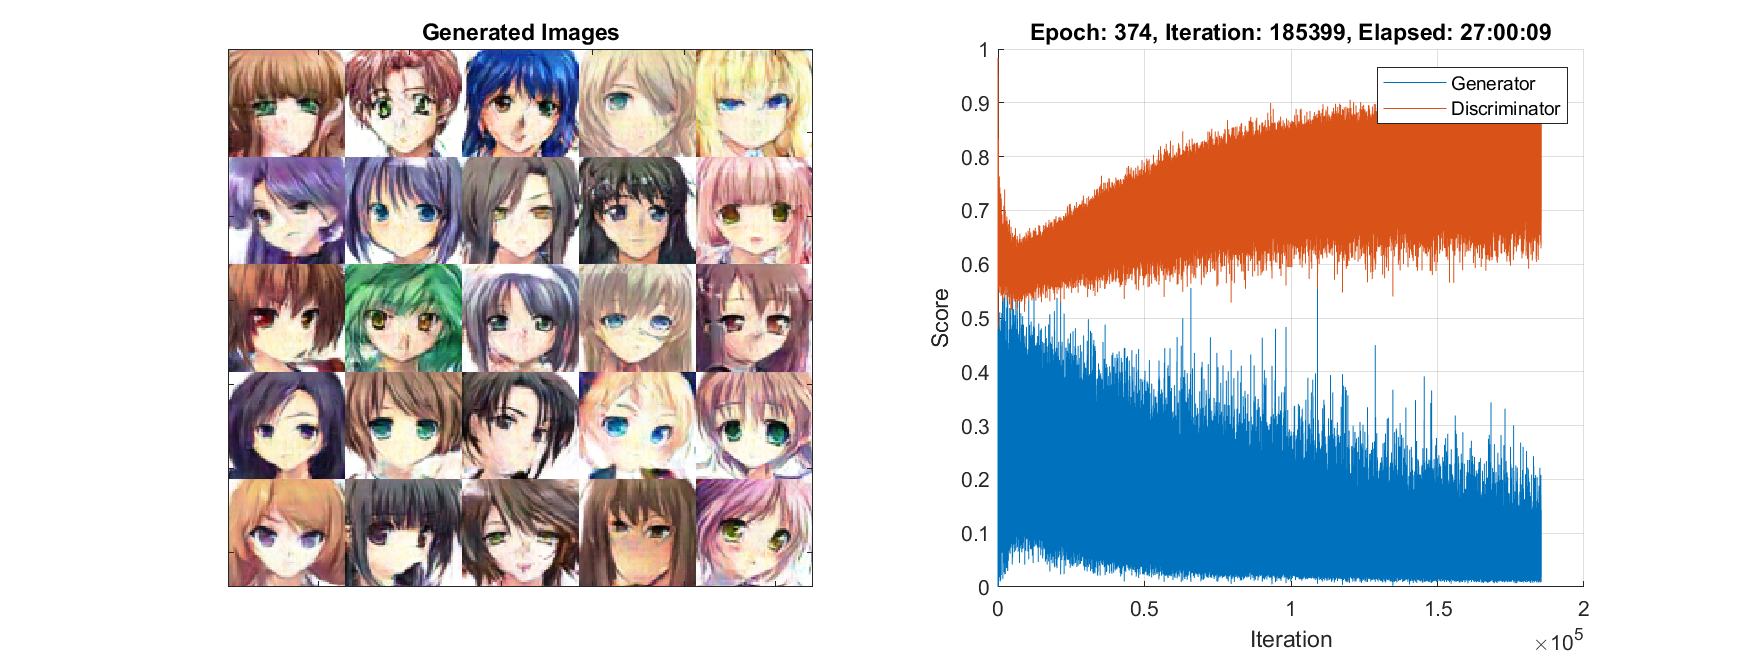 Generated Images
Epoch: 374, Iteration: 185399, Elapsed: 27:00:09
Generator
Discriminator
1
0.9
0.8
0.7
0.6
0.5
0.4
0.3
0.2
0.1
0
Score
0
0.5
1
1.5
2
×10⁵
Iteration